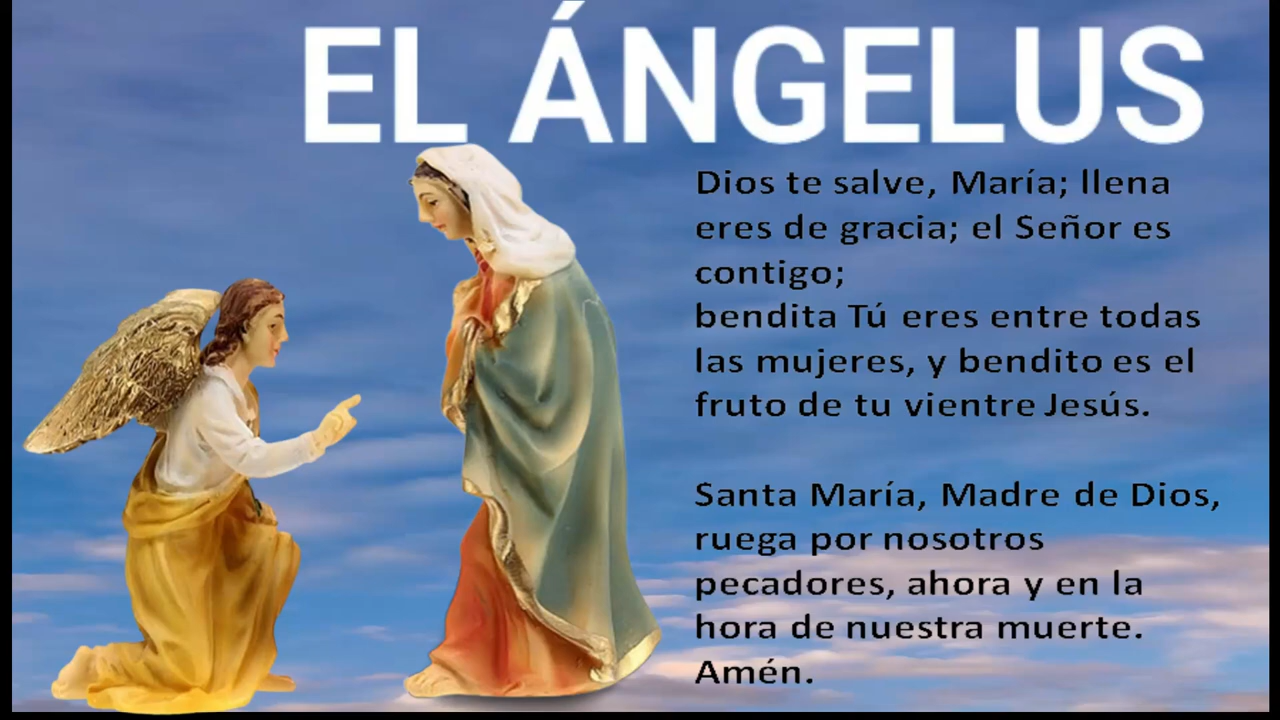 EL ÁNGELUS
Dios te salve, María; llena
eres de gracia; el Señor es
contigo;
bendita Tú eres entre todas
las mujeres, y bendito es el
fruto de tu vientre Jesús.
Santa María, Madre de Dios,
ruega por nosotros
pecadores, ahora y en la
hora de nuestra muerte.
Amén.